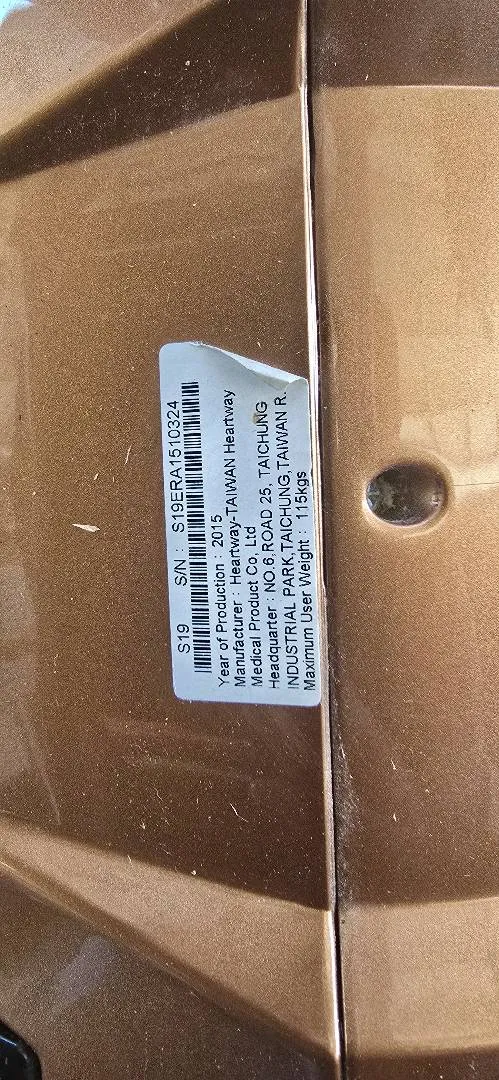 S19 S/N : S19ERA1510324
Year of Production : 2015
Manufacturer : Heartway-TAIWAN Heartway
Medical Product Co, Ltd
Headquarter : NO.6,ROAD 25, TAICHUNG
INDUSTRIAL PARK,TAICHUNG,TAIWAN R.
Maximum User Weight : 115kgs